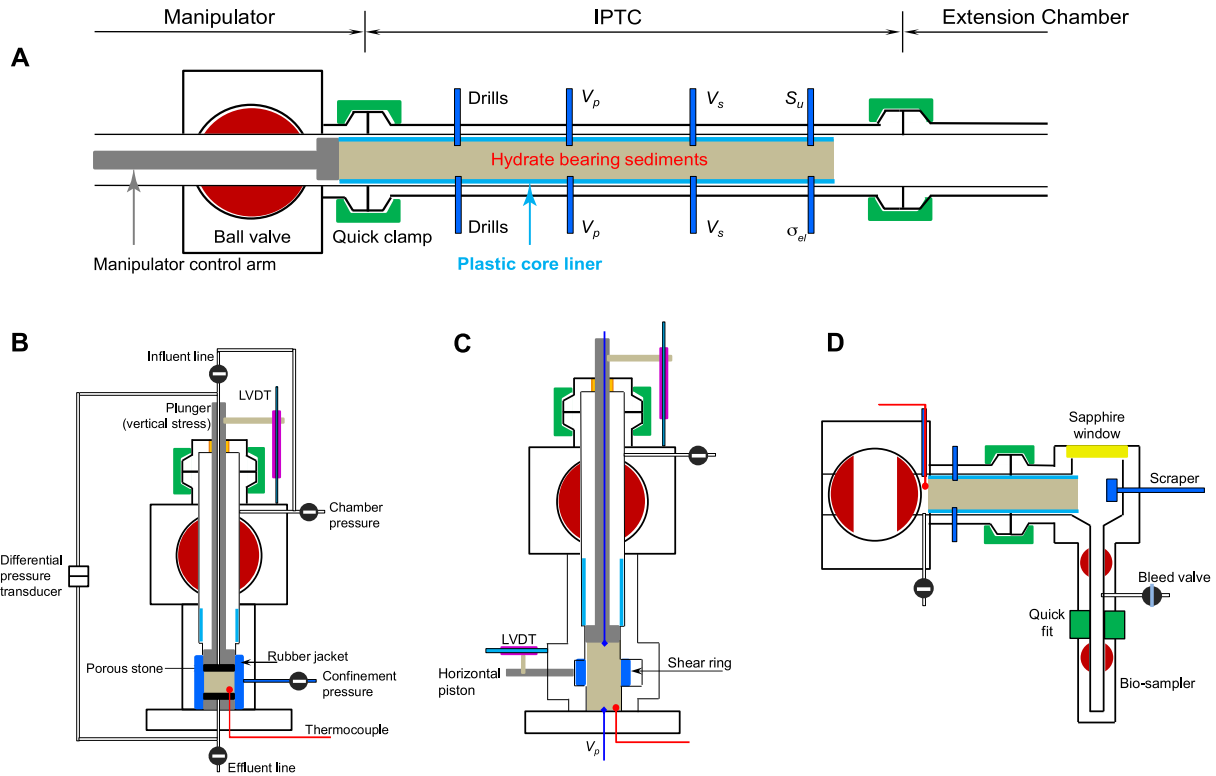 Manipulator
IPTC
Extension Chamber
A
Drills
Vp
Vs
Su
Hydrate bearing sediments
Ball valve
Quick clamp
Drills
Vp
Vs
σel
Manipulator control arm
Plastic core liner
B
Influent line
LVDT
Plunger
(vertical stress)
Chamber
pressure
Differential
pressure
transducer
Porous stone
Rubber jacket
Confinement
pressure
Thermocouple
Effluent line
C
LVDT
Horizontal
piston
Shear ring
Vp
D
Sapphire
window
Scraper
Bleed valve
Quick
fit
Bio-sampler